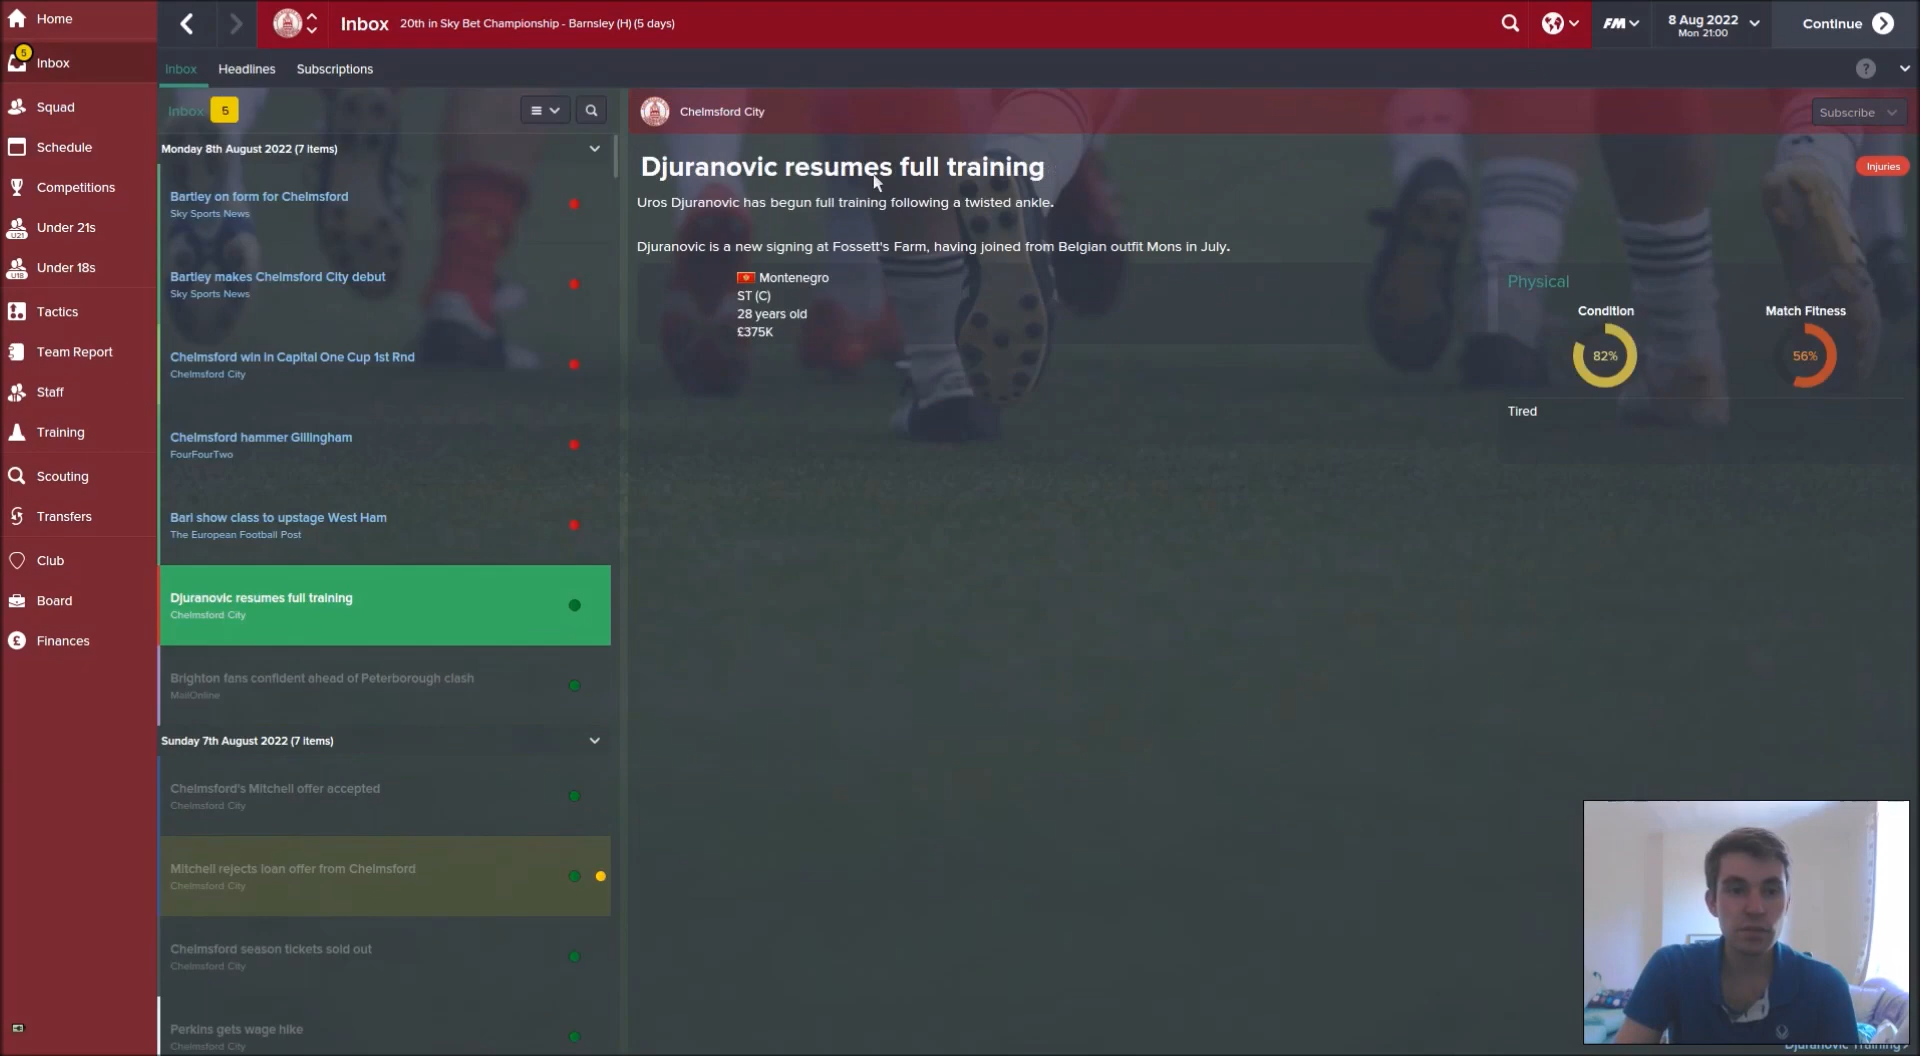 Home
Inbox
20th in Sky Bet Championship - Barnsley (H) (5 days)
FM
8 Aug 2022
Mon 21:00
Continue
5
Inbox
Squad
Schedule
Competitions
Under 21s
U21
Under 18s
U18
Tactics
Team Report
Staff
Training
Scouting
Transfers
Club
Board
Finances
Inbox
Headlines
Subscriptions
?
Inbox
5
Monday 8th August 2022 (7 items)
Bartley on form for Chelmsford
Sky Sports News
Bartley makes Chelmsford City debut
Sky Sports News
Chelmsford win in Capital One Cup 1st Rnd
Chelmsford City
Chelmsford hammer Gillingham
FourFourTwo
Bari show class to upstage West Ham
The European Football Post
Djuranovic resumes full training
Chelmsford City
Brighton fans confident ahead of Peterborough clash
MailOnline
Sunday 7th August 2022 (7 items)
Chelmsford's Mitchell offer accepted
Chelmsford City
Mitchell rejects loan offer from Chelmsford
Chelmsford City
Chelmsford season tickets sold out
Chelmsford City
Perkins gets wage hike
Chelmsford City
Chelmsford City
Subscribe
Djuranovic resumes full training
Injuries
Uros Djuranovic has begun full training following a twisted ankle.
Djuranovic is a new signing at Fossett's Farm, having joined from Belgian outfit Mons in July.
Montenegro
ST (C)
28 years old
£375K
Physical
Condition
Match Fitness
82%
56%
Tired
Djuranovic Training >